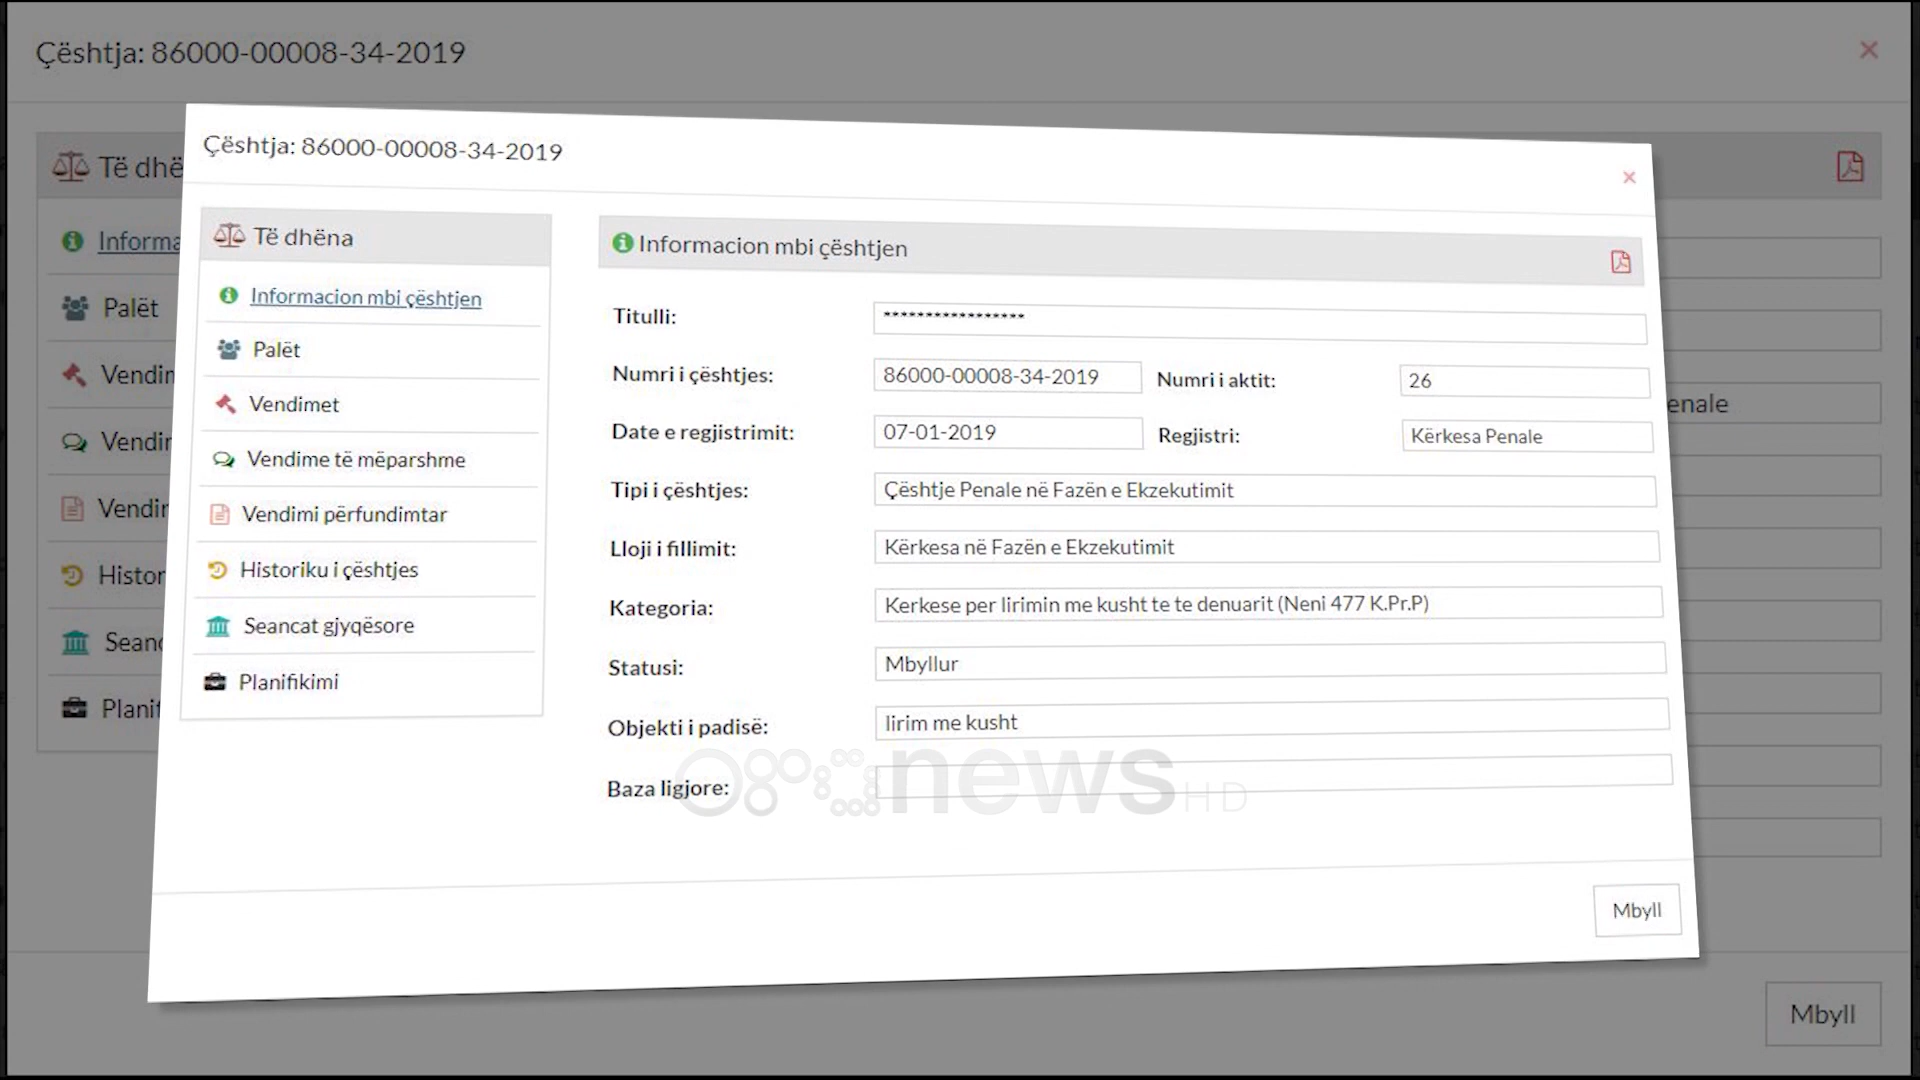 Çështja: 86000-00008-34-2019
Të dhë
Informa
Palët
Vendim
Vendim
Vendim
Histor
Seanc
Planif
enale
Mbyll
Çështja: 86000-00008-34-2019
Të dhëna
Informacion mbi çështjen
Palët
Vendimet
Vendime të mëparshme
Vendimi përfundimtar
Historiku i çështjes
Seancat gjyqësore
Planifikimi
Informacion mbi çështjen
Titulli: *****************
Numri i çështjes: 86000-00008-34-2019 Numri i aktit: 26
Date e regjistrimit: 07-01-2019 Regjistri: Kërkesa Penale
Tipi i çështjes: Çështje Penale në Fazën e Ekzekutimit
Lloji i fillimit: Kërkesa në Fazën e Ekzekutimit
Kategoria: Kerkese per lirimin me kusht te te denuarit (Neni 477 K.Pr.P)
Statusi: Mbyllur
Objekti i padisë: lirim me kusht
Baza ligjore:
news HD
Mbyll